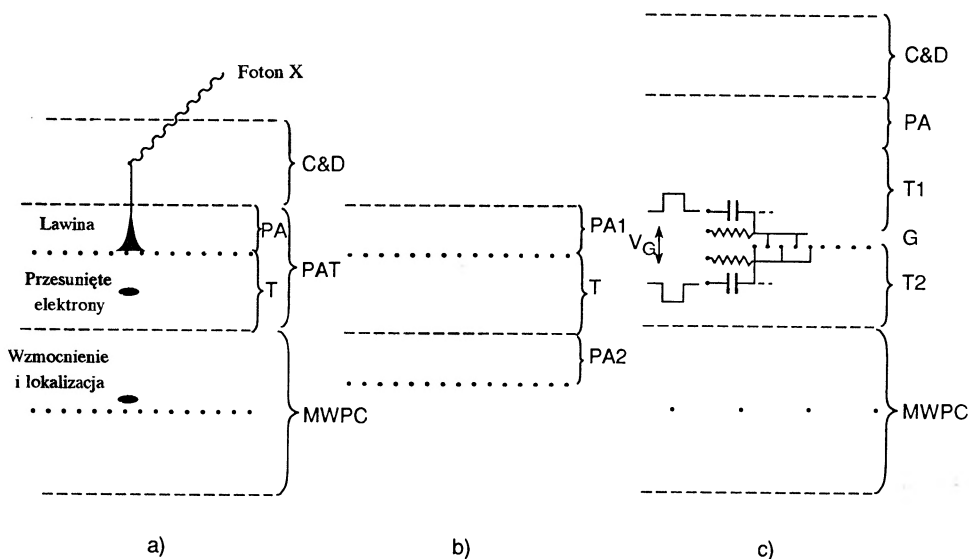 Foton X
C&D
Lawina
PA
Przesunięte
elektrony
T
PAT
Wzmocnienie
i lokalizacja
MWPC
a)
PA1
T
PA2
b)
C&D
PA
T1
V_G
G
T2
MWPC
c)